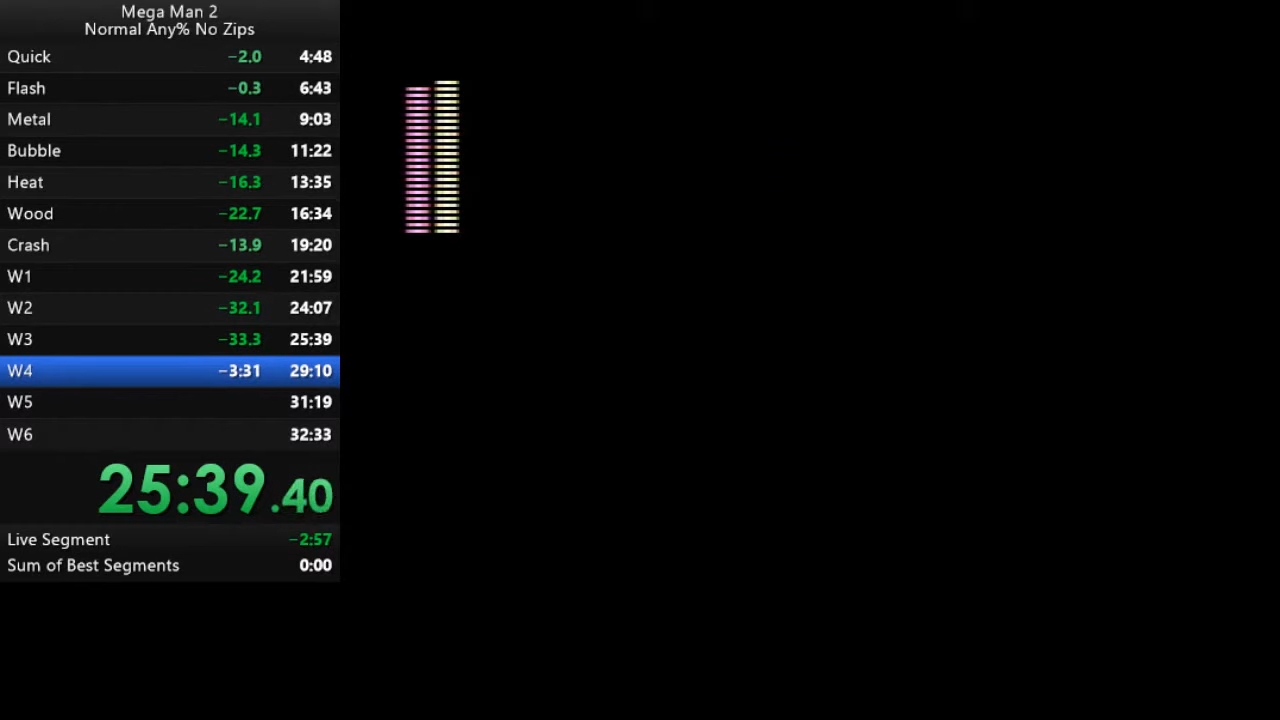 Mega Man 2
Normal Any% No Zips
Quick −2.0 4:48
Flash −0.3 6:43
Metal −14.1 9:03
Bubble −14.3 11:22
Heat −16.3 13:35
Wood −22.7 16:34
Crash −13.9 19:20
W1 −24.2 21:59
W2 −32.1 24:07
W3 −33.3 25:39
W4 −3:31 29:10
W5 31:19
W6 32:33
25:39.40
Live Segment −2:57
Sum of Best Segments 0:00